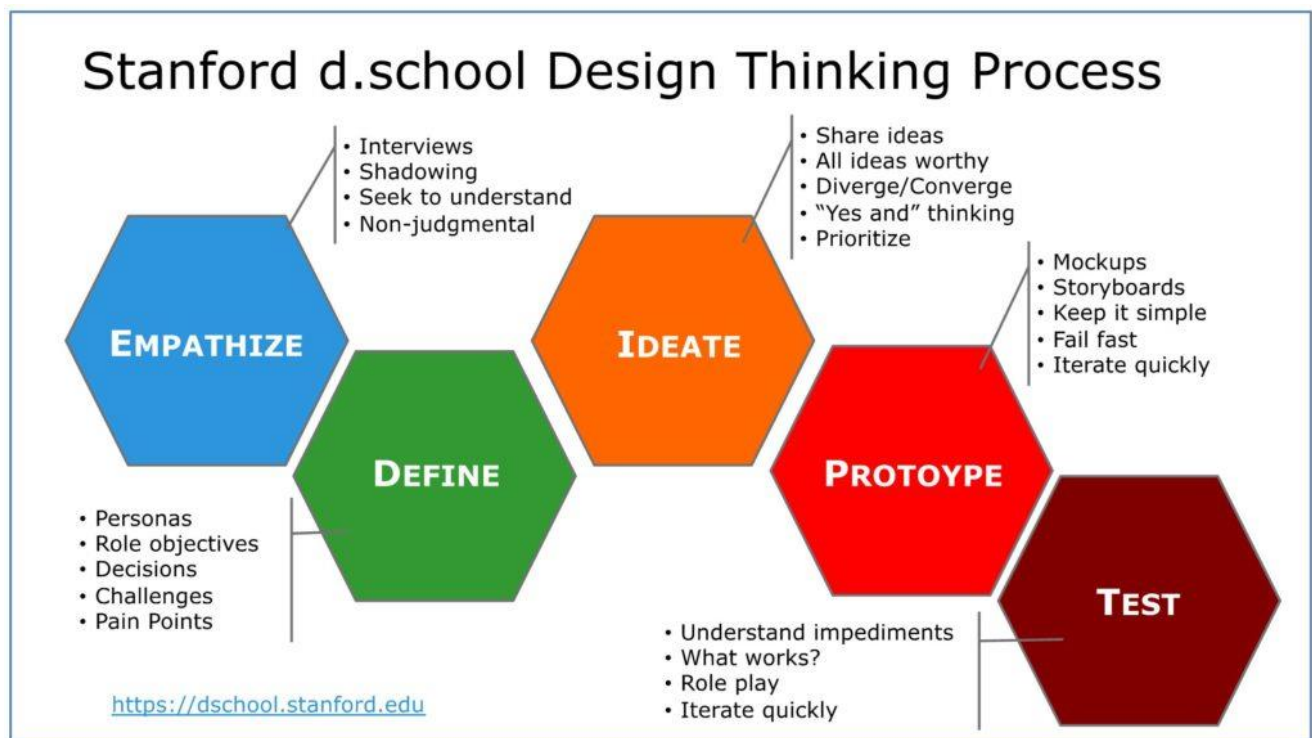 Stanford d.school Design Thinking Process
• Interviews
• Shadowing
• Seek to understand
• Non-judgmental
• Share ideas
• All ideas worthy
• Diverge/Converge
• “Yes and” thinking
• Prioritize
• Mockups
• Storyboards
• Keep it simple
• Fail fast
• Iterate quickly
EMPATHIZE
IDEATE
DEFINE
PROTOYPE
• Personas
• Role objectives
• Decisions
• Challenges
• Pain Points
TEST
• Understand impediments
• What works?
• Role play
• Iterate quickly
https://dschool.stanford.edu